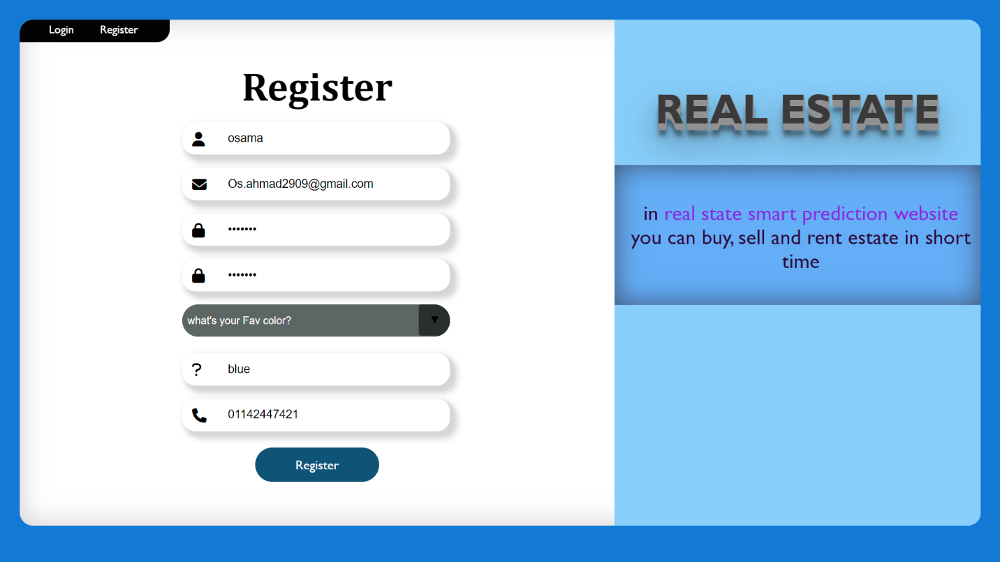 Login Register
Register
osama
Os.ahmad2909@gmail.com
•••••••
•••••••
what's your Fav color? ▼
? blue
01142447421
Register
REAL ESTATE
in real state smart prediction website
you can buy, sell and rent estate in short
time